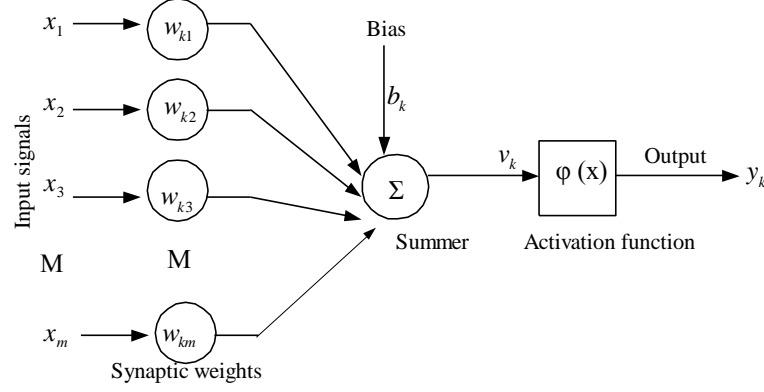 x1
wk1
Bias
x2
wk2
bk
Input signals
x3
wk3
Σ
vk
φ (x)
Output
yk
Summer
Activation function
M
M
xm
wkm
Synaptic weights